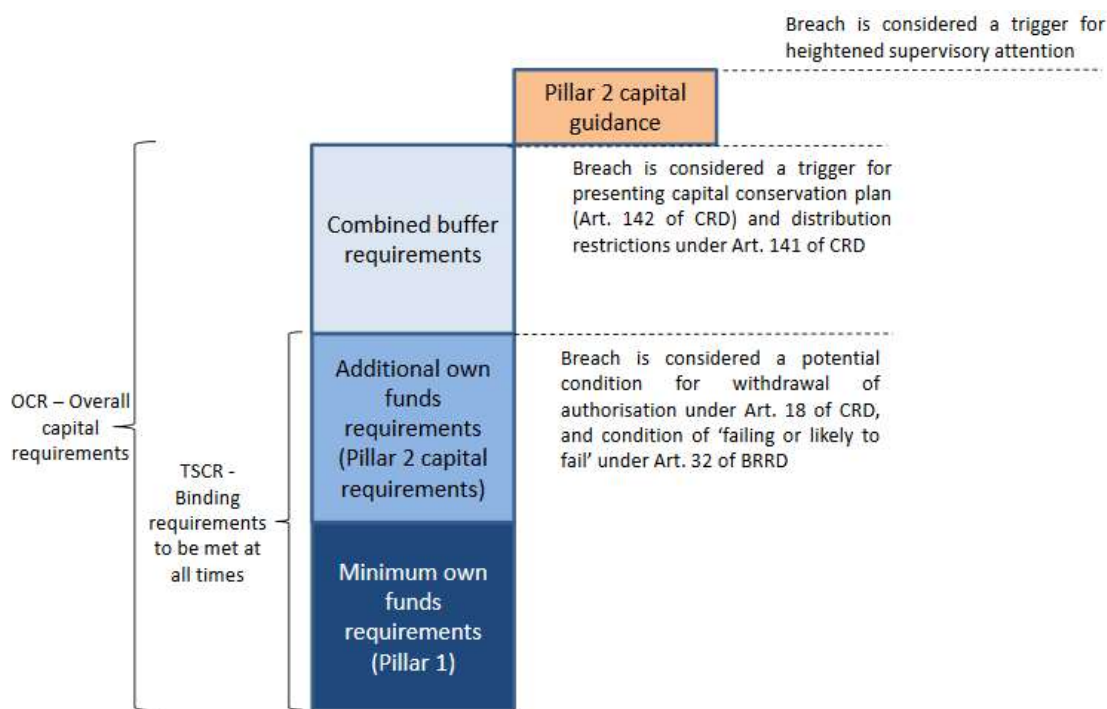 Breach is considered a trigger for
heightened supervisory attention
Pillar 2 capital
guidance
Breach is considered a trigger for
presenting capital conservation plan
(Art. 142 of CRD) and distribution
restrictions under Art. 141 of CRD
Combined buffer
requirements
Breach is considered a potential
condition for withdrawal of
authorisation under Art. 18 of CRD,
and condition of ‘failing or likely to
fail’ under Art. 32 of BRRD
Additional own
funds
requirements
(Pillar 2 capital
requirements)
OCR – Overall
capital
requirements
TSCR -
Binding
requirements
to be met at
all times
Minimum own
funds
requirements
(Pillar 1)